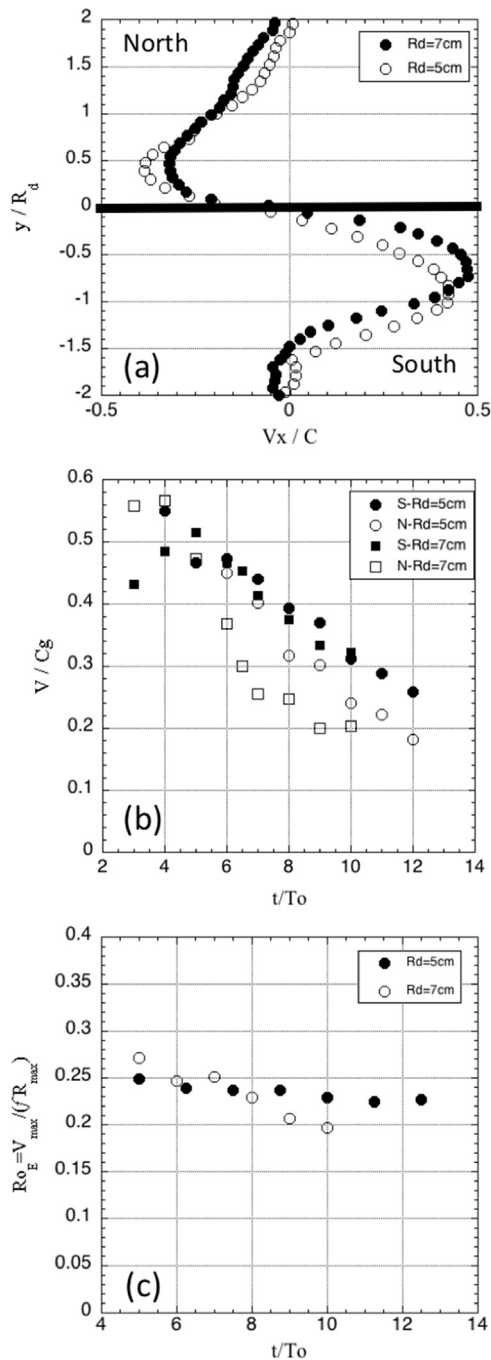 2
North
Rd=7cm
Rd=5cm
1.5
1
0.5
y / R_d
0
-0.5
-1
-1.5
(a)
South
-2
-0.5 0 0.5
Vx / C
0.6
S-Rd=5cm
N-Rd=5cm
S-Rd=7cm
N-Rd=7cm
0.5
0.4
V / Cg
0.3
0.2
0.1
(b)
0
2 4 6 8 10 12 14
t/To
0.4
Rd=5cm
Rd=7cm
0.35
0.3
0.25
Ro_E=V_max/(fR_max)
0.2
0.15
0.1
0.05
(c)
0
4 6 8 10 12 14
t/To